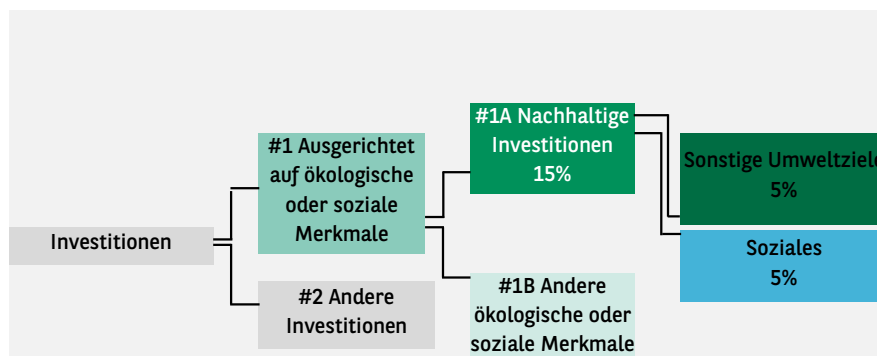 Investitionen
#1 Ausgerichtet
auf ökologische
oder soziale
Merkmale
#2 Andere
Investitionen
#1A Nachhaltige
Investitionen
15%
#1B Andere
ökologische oder
soziale Merkmale
Sonstige Umweltziele
5%
Soziales
5%